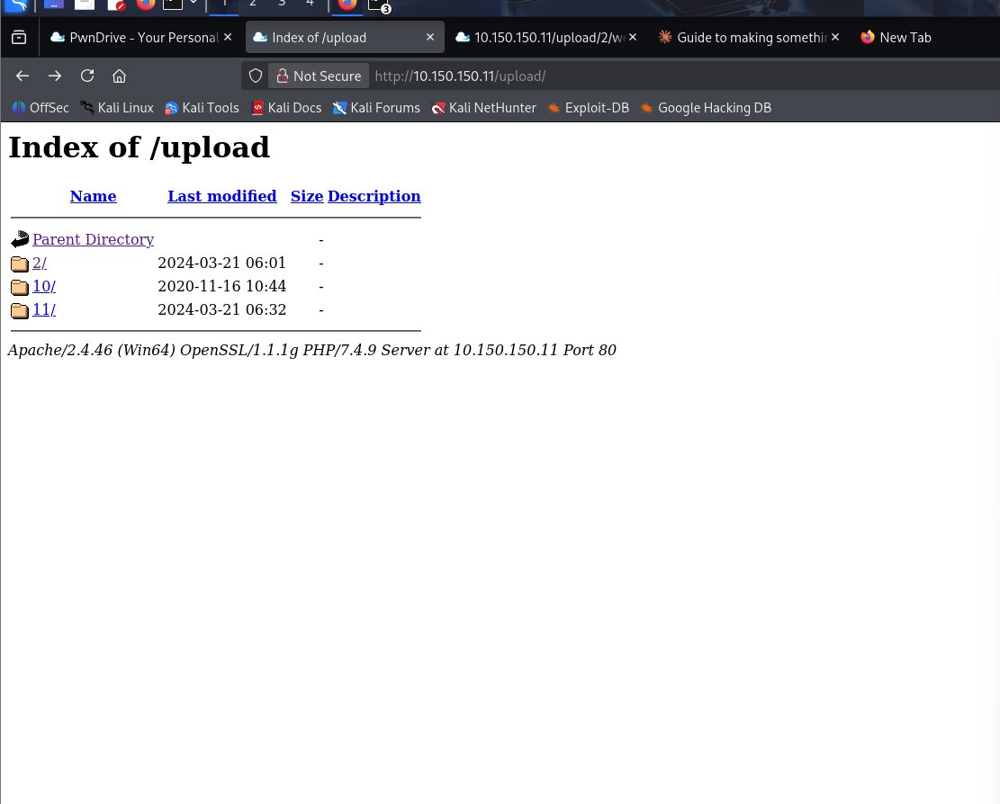 1 2 3 4 3
PwnDrive - Your Personal
Index of /upload
10.150.150.11/upload/2/w
Guide to making somethi
New Tab
Not Secure http://10.150.150.11/upload/
OffSec Kali Linux Kali Tools Kali Docs Kali Forums Kali NetHunter Exploit-DB Google Hacking DB
Index of /upload
Name Last modified Size Description
Parent Directory -
2/ 2024-03-21 06:01 -
10/ 2020-11-16 10:44 -
11/ 2024-03-21 06:32 -
Apache/2.4.46 (Win64) OpenSSL/1.1.1g PHP/7.4.9 Server at 10.150.150.11 Port 80